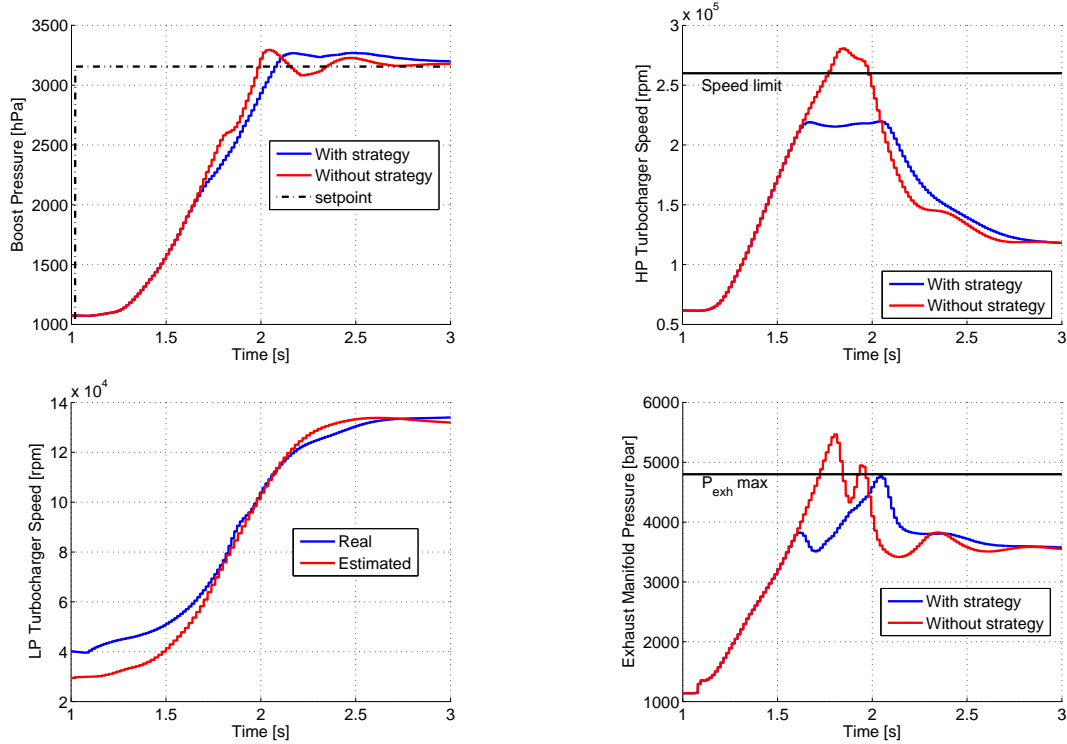 3500
3000
2500
2000
1500
1000
1
1.5
2
2.5
3
Boost Pressure [hPa]
Time [s]
With strategy
Without strategy
setpoint
x 10^5
3
2.5
2
1.5
1
0.5
1
1.5
2
2.5
3
HP Turbocharger Speed [rpm]
Time [s]
Speed limit
With strategy
Without strategy
x 10^4
14
12
10
8
6
4
2
1
1.5
2
2.5
3
LP Turbocharger Speed [rpm]
Time [s]
Real
Estimated
6000
5000
4000
3000
2000
1000
1
1.5
2
2.5
3
Exhaust Manifold Pressure [bar]
Time [s]
P_exh max
With strategy
Without strategy